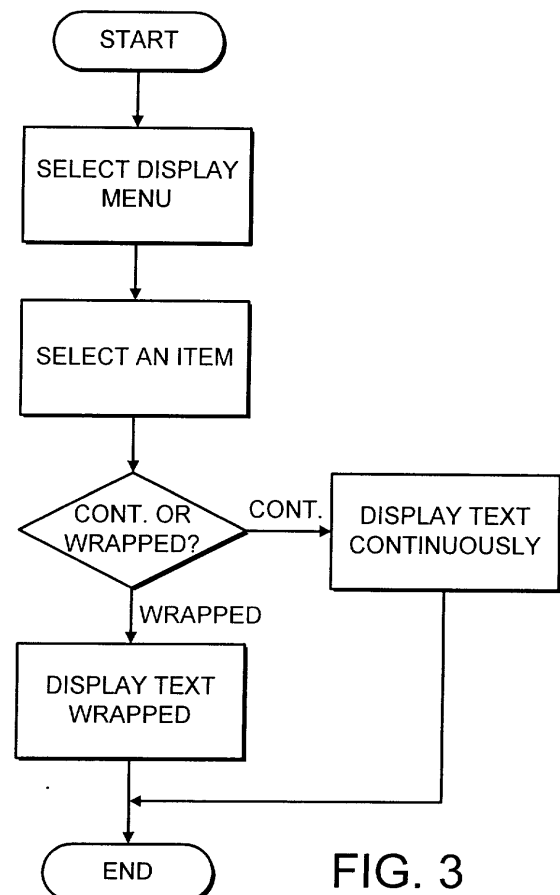 START
SELECT DISPLAY
MENU
SELECT AN ITEM
CONT. OR
WRAPPED?
CONT.
DISPLAY TEXT
CONTINUOUSLY
WRAPPED
DISPLAY TEXT
WRAPPED
END
FIG. 3